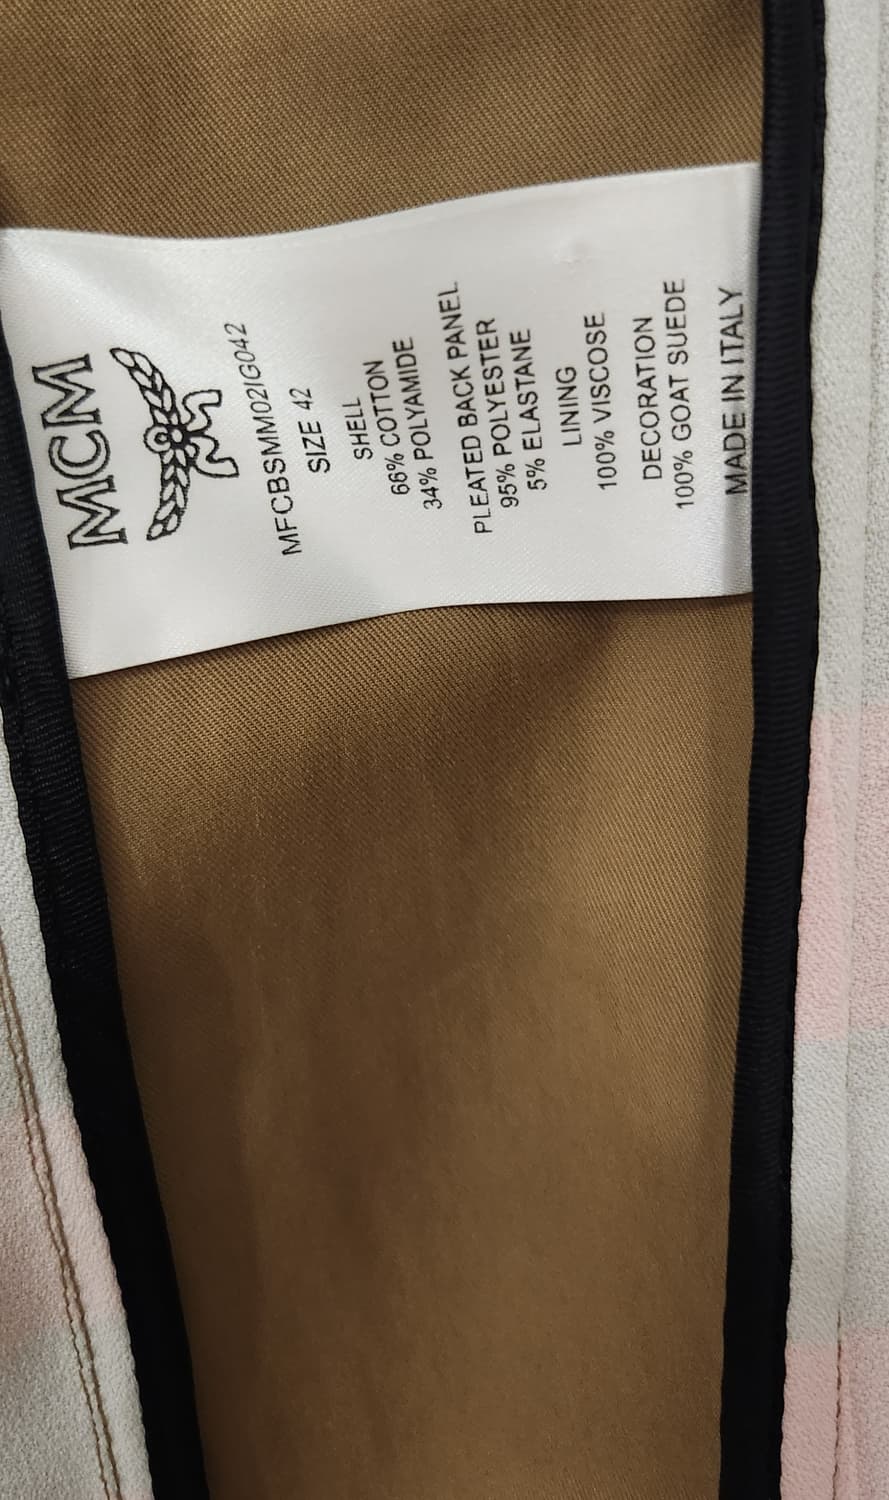 MCM
MFCBSMM02IG042
SIZE 42
SHELL
66% COTTON
34% POLYAMIDE
PLEATED BACK PANEL
95% POLYESTER
5% ELASTANE
LINING
100% VISCOSE
DECORATION
100% GOAT SUEDE
MADE IN ITALY